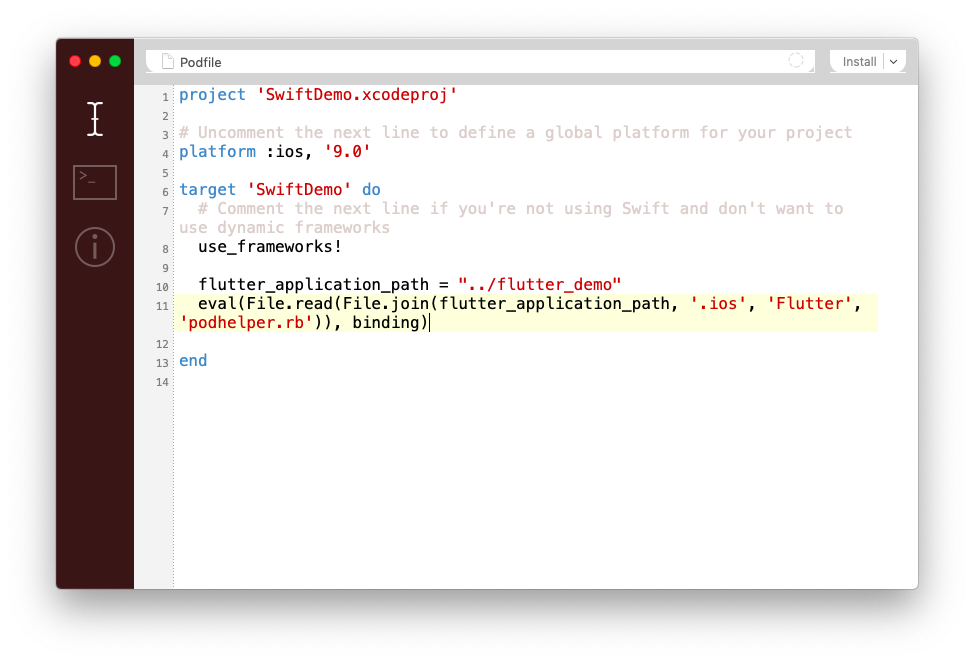 Podfile
Install
1 project 'SwiftDemo.xcodeproj'
2
3 # Uncomment the next line to define a global platform for your project
4 platform :ios, '9.0'
5
6 target 'SwiftDemo' do
7 # Comment the next line if you're not using Swift and don't want to
use dynamic frameworks
8 use_frameworks!
9
10 flutter_application_path = "../flutter_demo"
11 eval(File.read(File.join(flutter_application_path, '.ios', 'Flutter',
'podhelper.rb')), binding)
12
13 end
14
>_